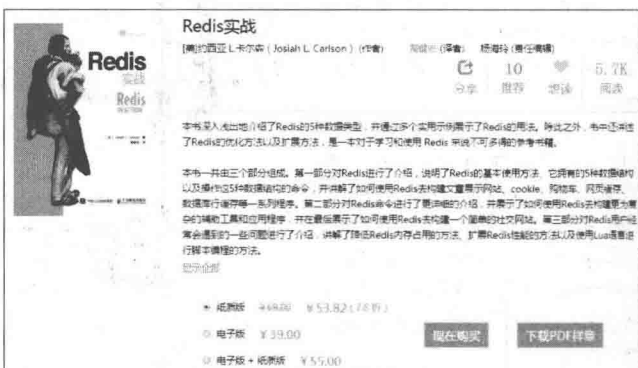 Redis实战
[美]约西亚 L.卡尔森（Josiah L. Carlson）(作者) (译者) 杨海玲 (责任编辑)
Redis
实战
Redis
IN ACTION
10
5.7K
分享 推荐 想读 阅读
本书深入浅出地介绍了Redis的5种数据类型，并通过多个实用示例展示了Redis的用法。除此之外，书中还讲述
了Redis的优化方法以及扩展方法，是一本对于学习和使用 Redis 来说不可多得的参考书籍。
本书一共由三个部分组成。第一部分对Redis进行了介绍，说明了Redis的基本使用方法、它拥有的5种数据结构
以及操作这5种数据结构的命令，并讲解了如何使用Redis去构建文章展示网站、cookie、购物车、网页缓存、
数据库行缓存等一系列程序。第二部分对Redis命令进行了更详细的介绍，并展示了如何使用Redis去构建更为复
杂的辅助工具和应用程序，并在最后展示了如何使用Redis去构建一个简单的社交网站。第三部分对Redis用户经
常会遇到的一些问题进行了介绍，讲解了降低Redis内存占用的方法、扩展Redis性能的方法以及使用Lua语言进
行脚本编程的方法。
显示全部
纸质版 ￥69.00 ￥53.82 (7.8 折)
电子版 ￥39.00
现在购买 下载PDF样章
电子版 + 纸质版 ￥55.00